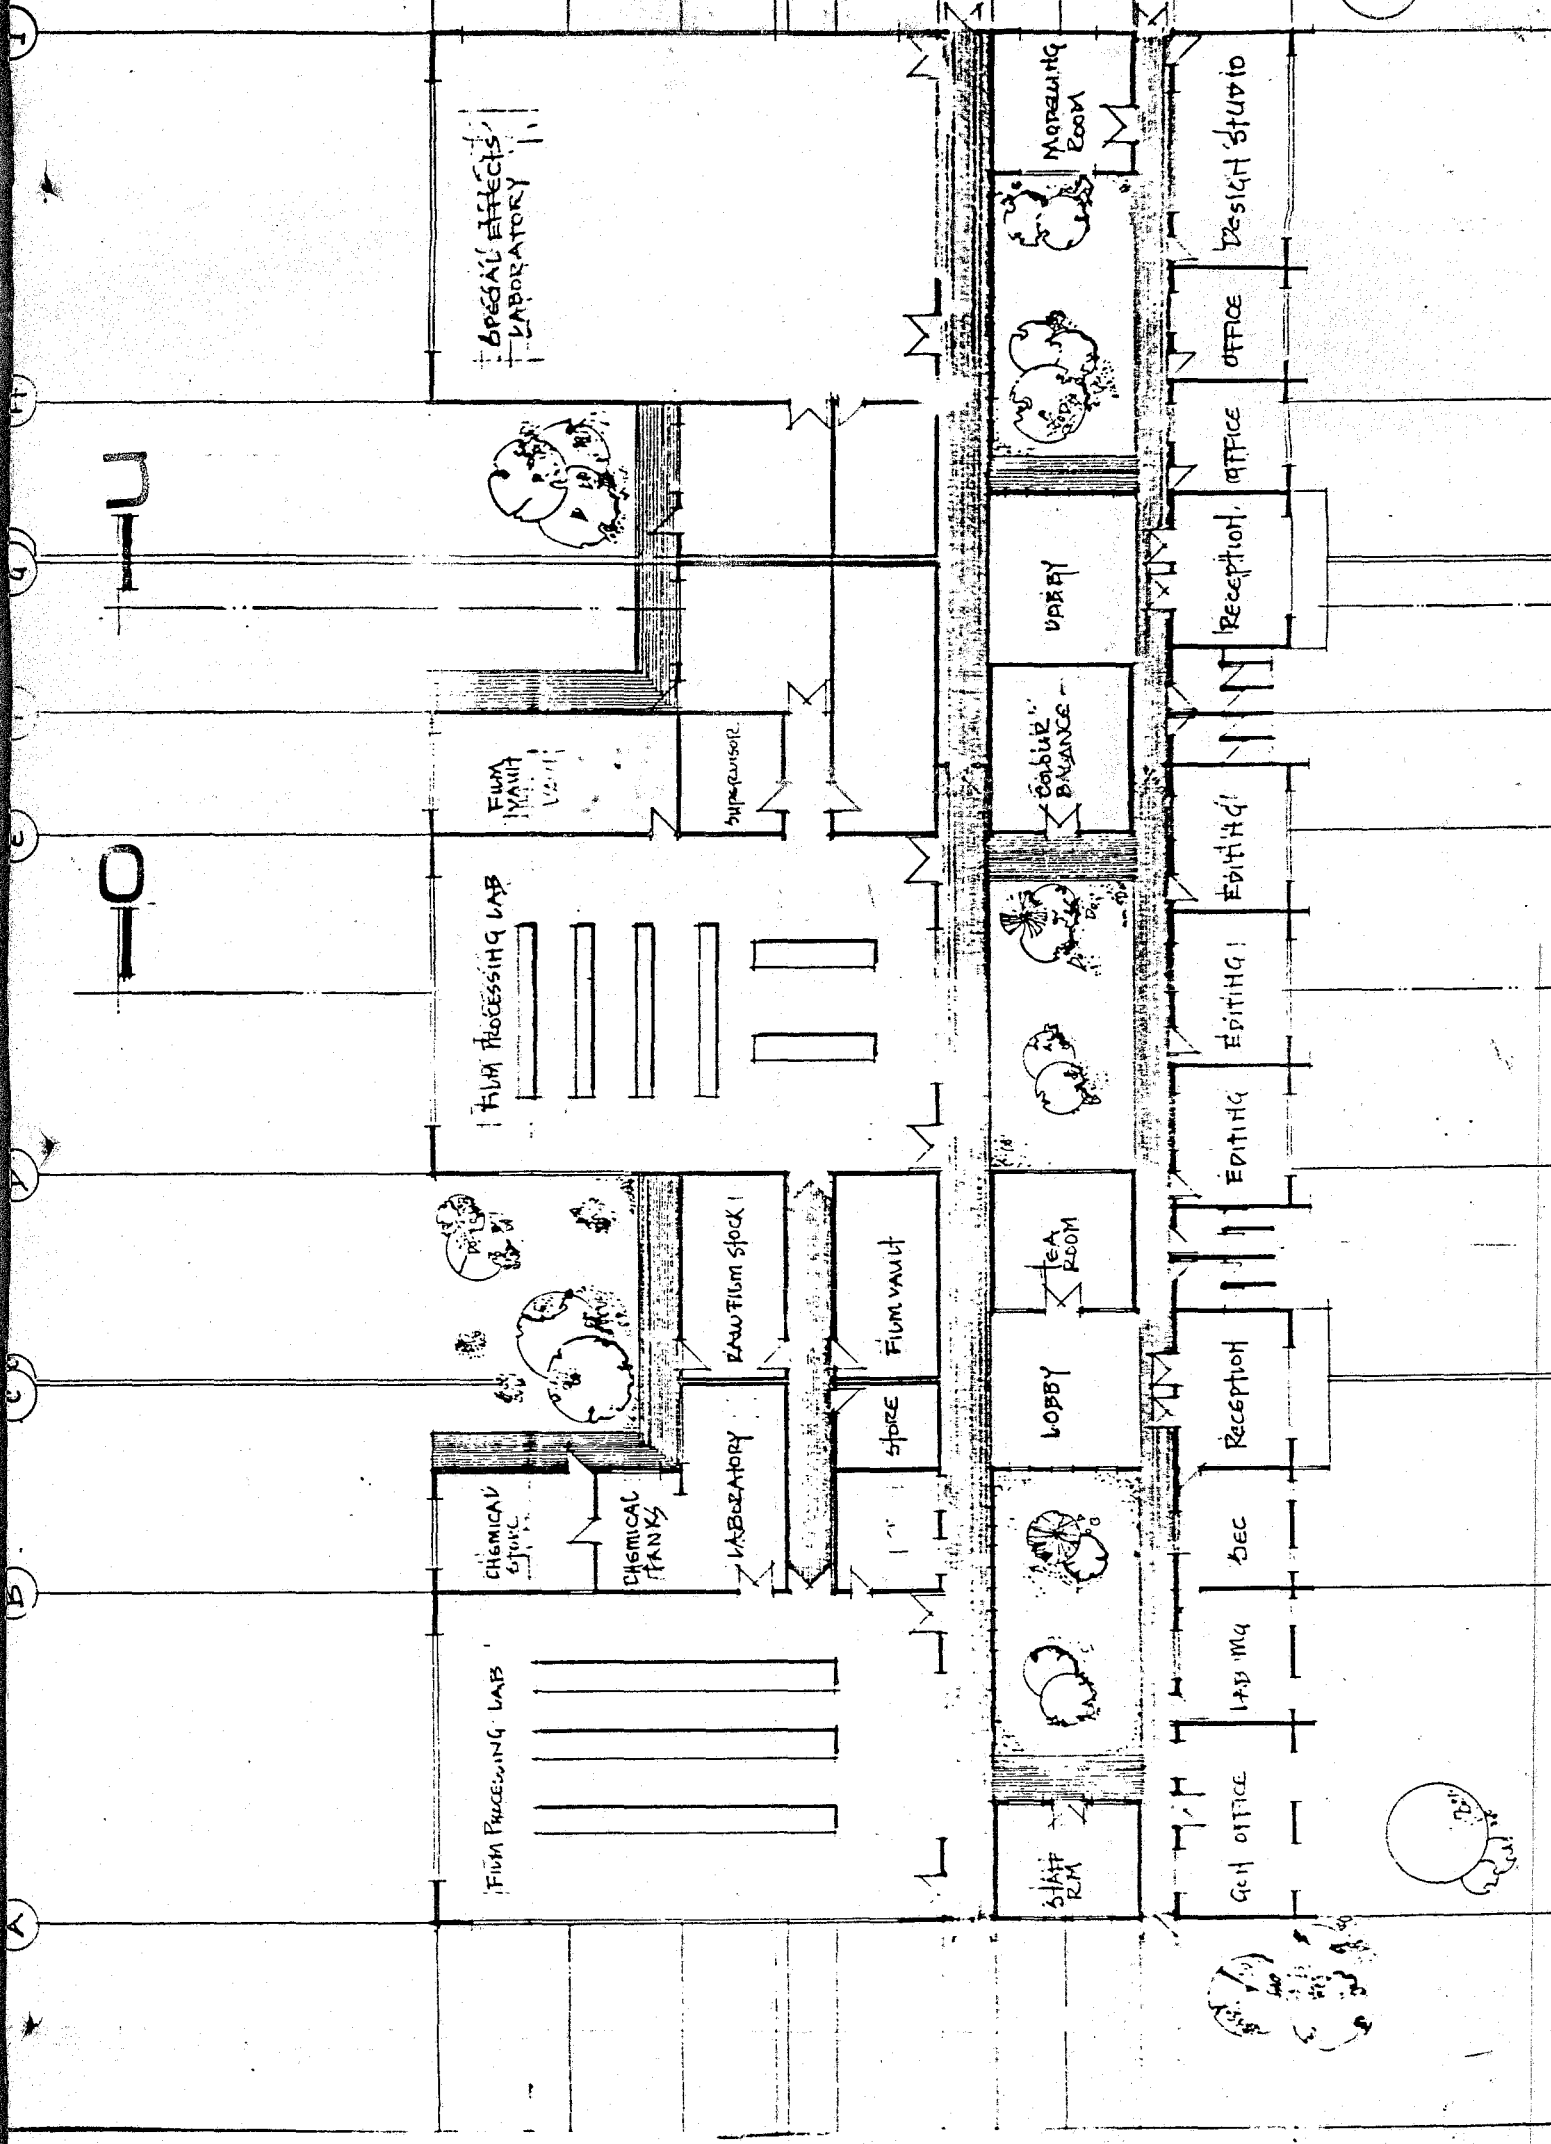 SPECIAL EFFECTS
LABORATORY
MODELLING
ROOM
DESIGN STUDIO
OFFICE
OFFICE
RECEPTION
LOBBY
COLOUR
BALANCE
FILM
VAULT
SUPERVISOR
EDITING
EDITING
EDITING
FILM PROCESSING LAB
RAW FILM STOCK
FILM VAULT
TEA
ROOM
LOBBY
RECEPTION
STORE
LABORATORY
CHEMICAL
STORE
CHEMICAL
TANKS
SEC
LAB MG
FILM PROCESSING LAB
STAFF
RM
GEN OFFICE
A
B
C
D
E
G
H